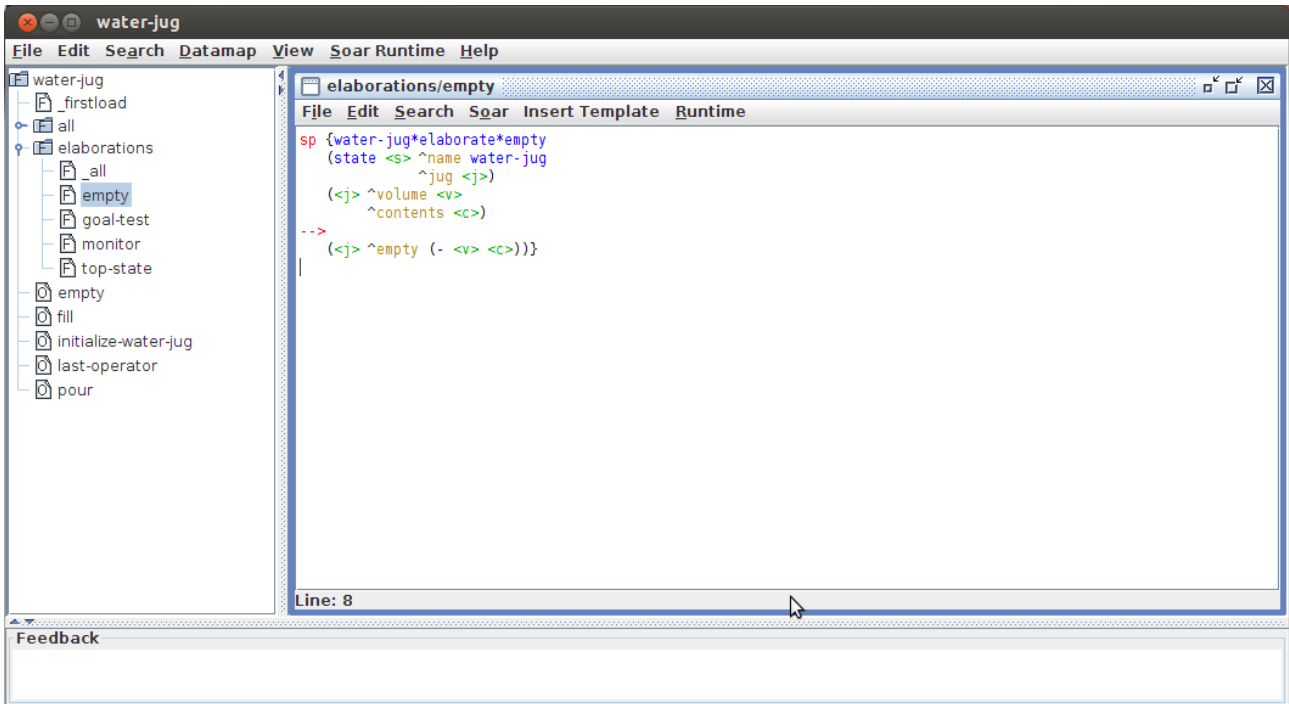 water-jug
File Edit Search Datamap View Soar Runtime Help
water-jug
_firstload
all
elaborations
_all
empty
goal-test
monitor
top-state
empty
fill
initialize-water-jug
last-operator
pour
elaborations/empty
File Edit Search Soar Insert Template Runtime
sp {water-jug*elaborate*empty
   (state <s> ^name water-jug
              ^jug <j>)
   (<j> ^volume <v>
        ^contents <c>)
-->
   (<j> ^empty (- <v> <c>))}
Line: 8
Feedback